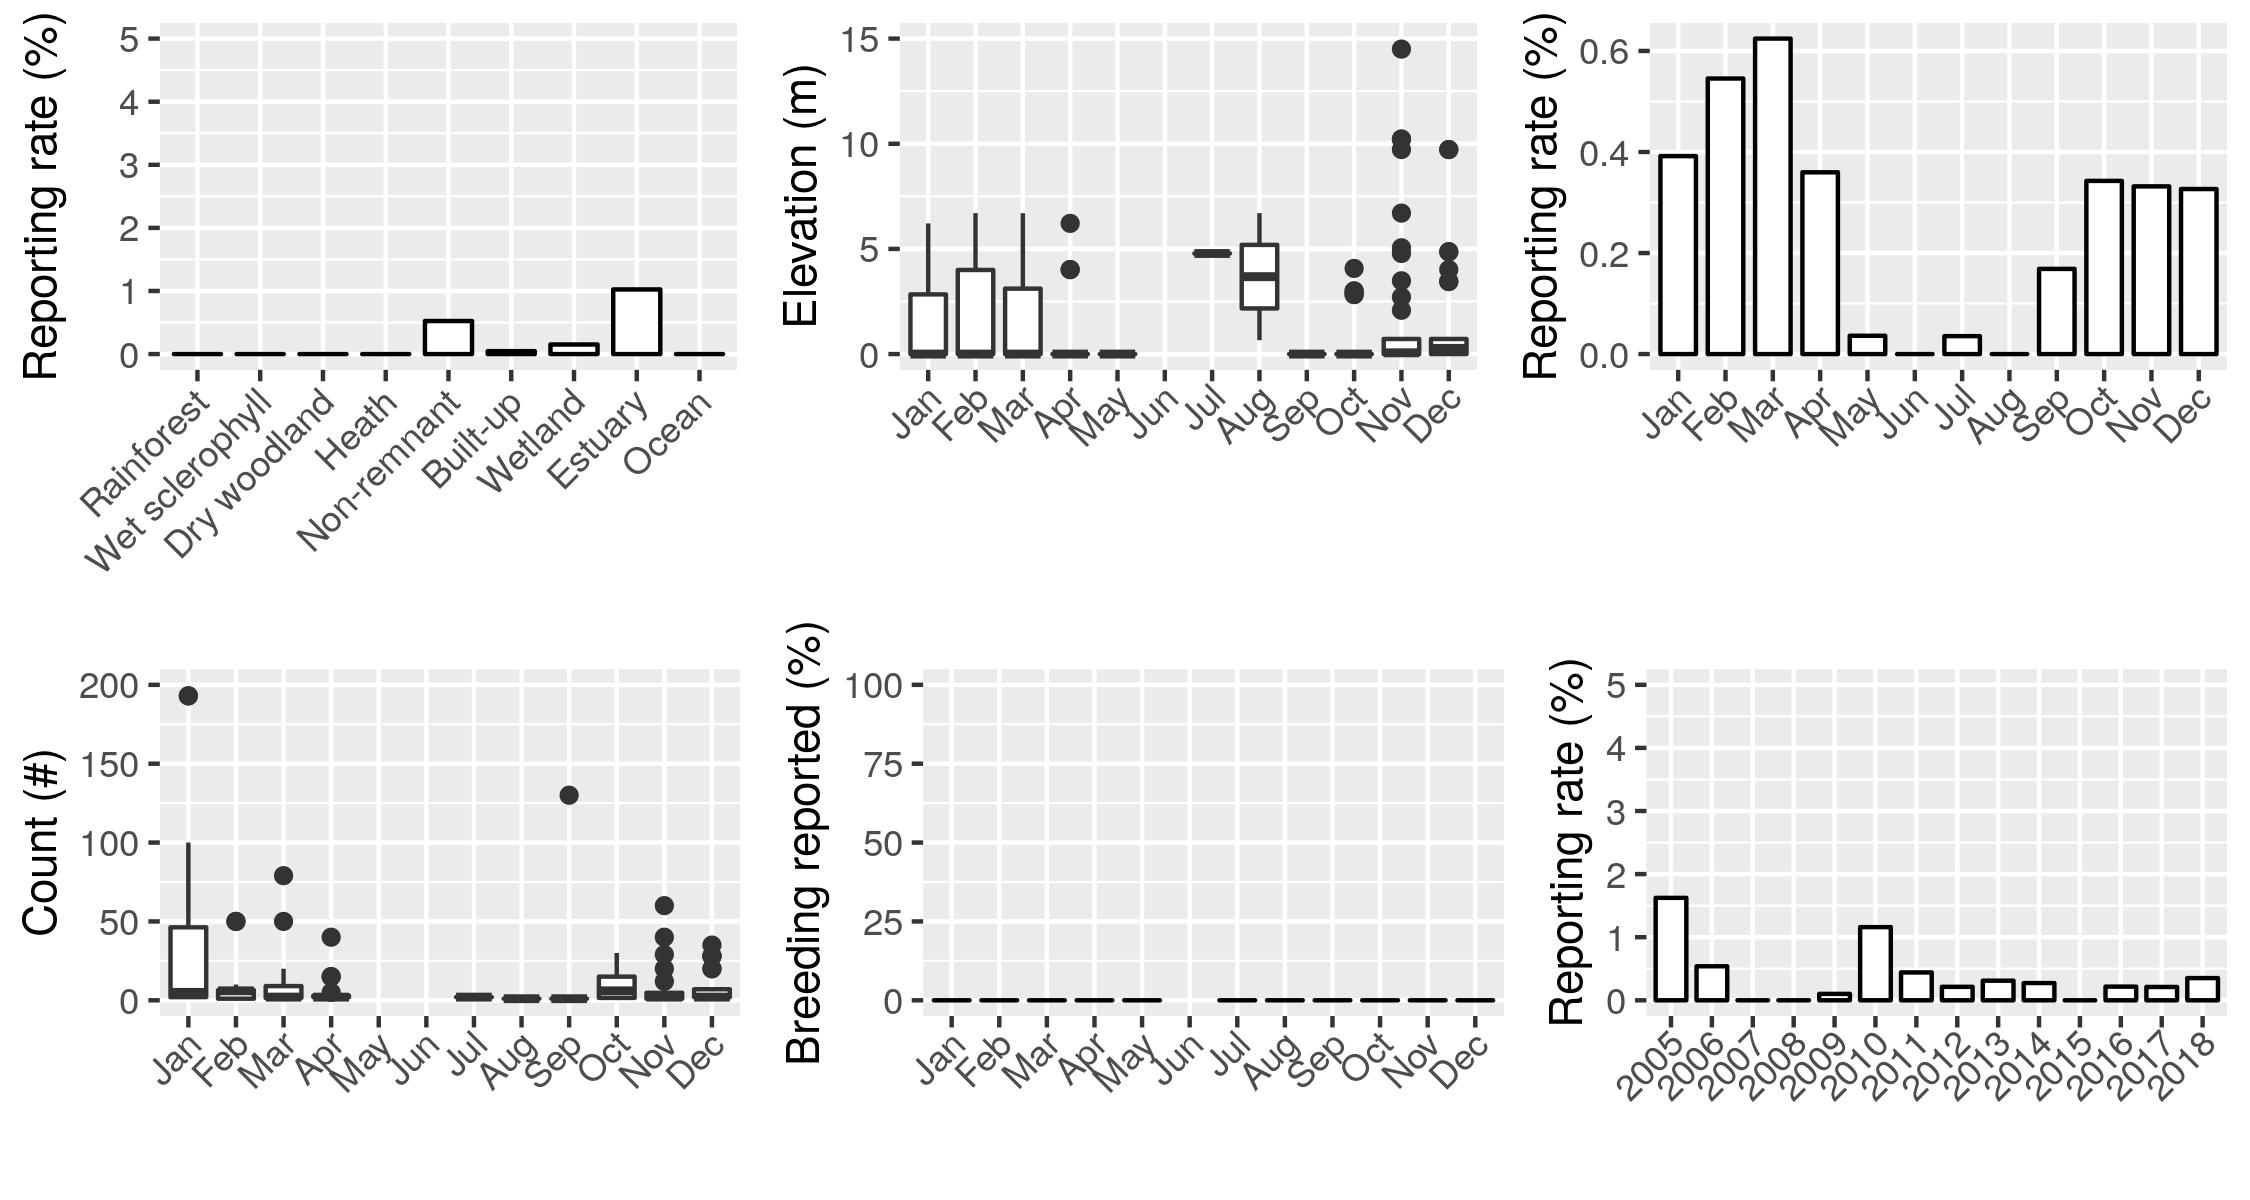 Reporting rate (%)
5
4
3
2
1
0
Rainforest
Wet sclerophyll
Dry woodland
Heath
Non-remnant
Built-up
Wetland
Estuary
Ocean
Elevation (m)
15
10
5
0
Jan
Feb
Mar
Apr
May
Jun
Jul
Aug
Sep
Oct
Nov
Dec
Reporting rate (%)
0.6
0.4
0.2
0.0
Jan
Feb
Mar
Apr
May
Jun
Jul
Aug
Sep
Oct
Nov
Dec
Count (#)
200
150
100
50
0
Jan
Feb
Mar
Apr
May
Jun
Jul
Aug
Sep
Oct
Nov
Dec
Breeding reported (%)
100
75
50
25
0
Jan
Feb
Mar
Apr
May
Jun
Jul
Aug
Sep
Oct
Nov
Dec
Reporting rate (%)
5
4
3
2
1
0
2005
2006
2007
2008
2009
2010
2011
2012
2013
2014
2015
2016
2017
2018